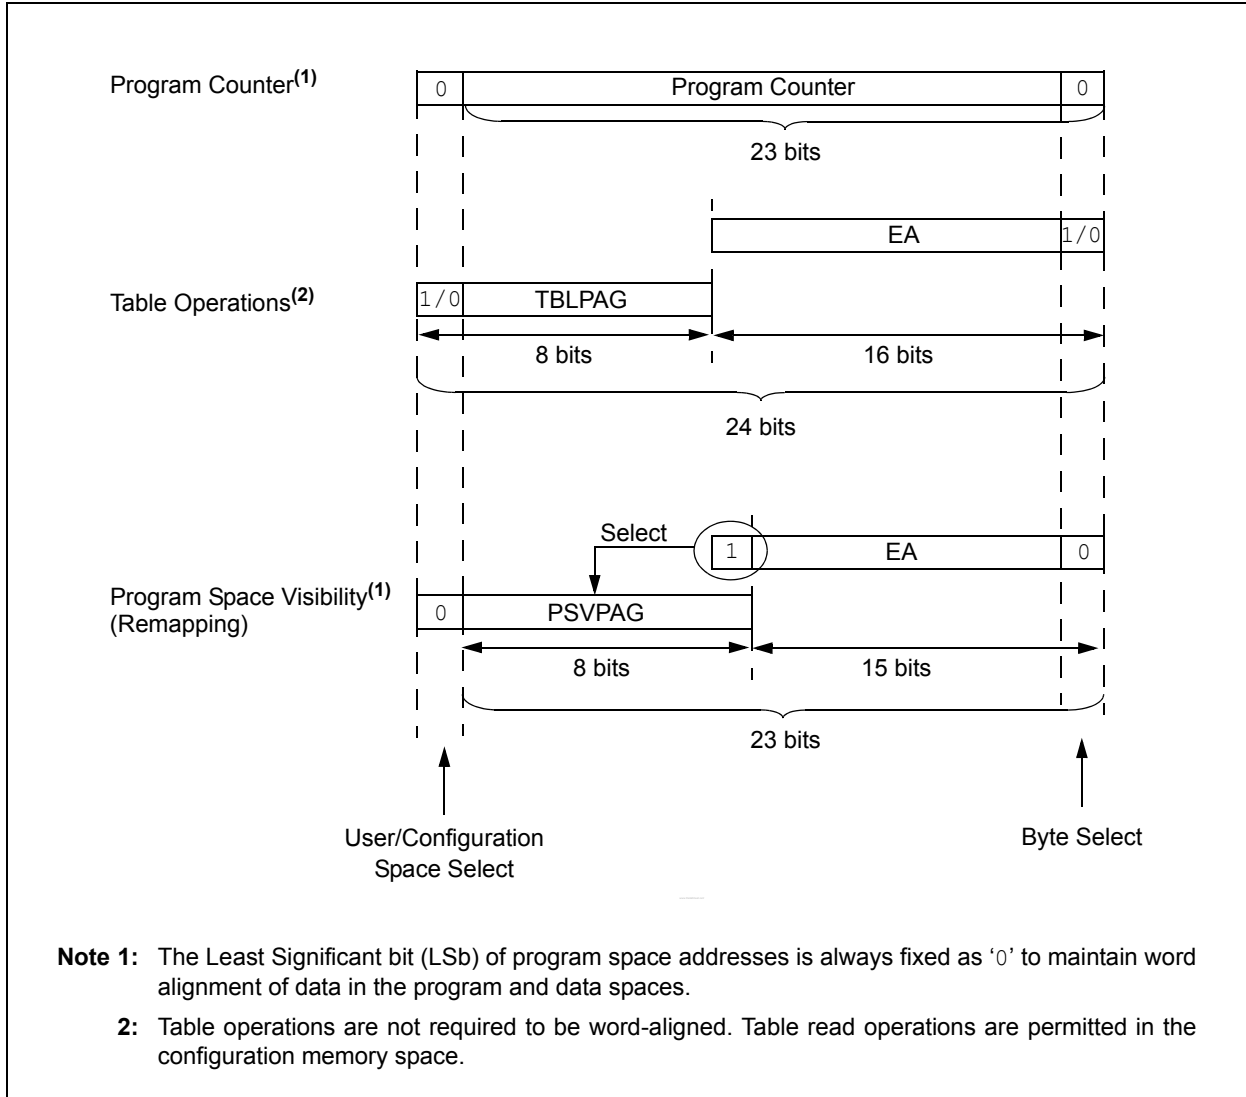 Program Counter(1)
0 Program Counter 0
23 bits
EA 1/0
Table Operations(2)
1/0 TBLPAG
8 bits 16 bits
24 bits
Select
1 EA 0
Program Space Visibility(1)
(Remapping)
0 PSVPAG
8 bits 15 bits
23 bits
User/Configuration
Space Select
Byte Select
Note 1: The Least Significant bit (LSb) of program space addresses is always fixed as ‘0’ to maintain word
alignment of data in the program and data spaces.
2: Table operations are not required to be word-aligned. Table read operations are permitted in the
configuration memory space.